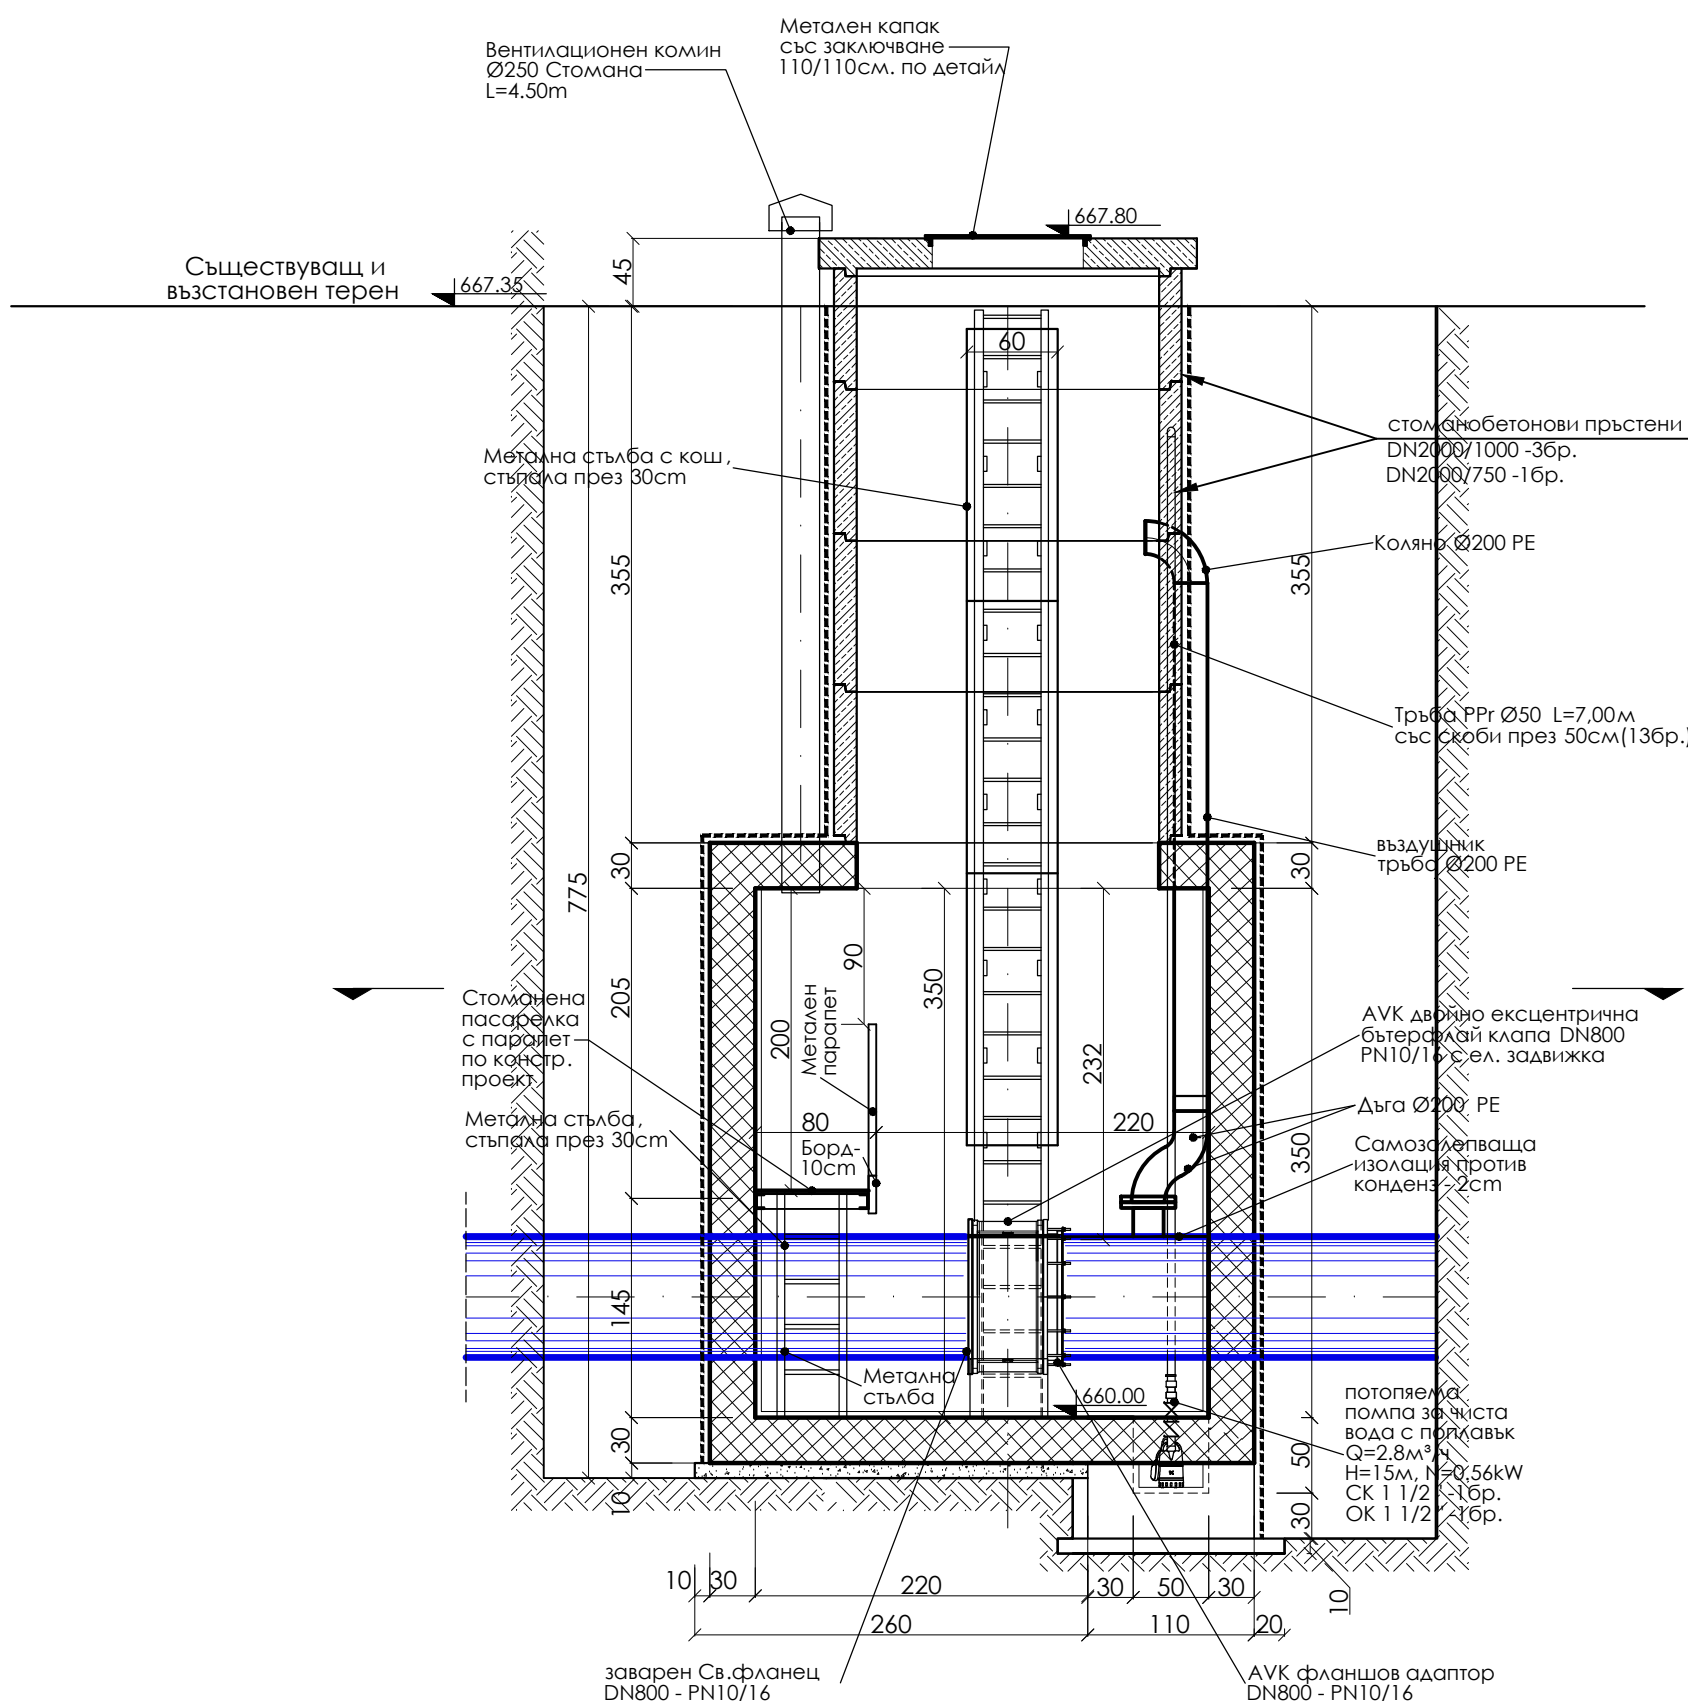 Метален капак
със заключване
110/110см. по детайл
Вентилационен комин
Ø250 Стомана
L=4.50m
667.80
Съществуващ и
възстановен терен
667.35
45
60
стоманобетонови пръстени
DN2000/1000 -3бр.
DN2000/750 -1бр.
Метална стълба с кош,
стъпала през 30cm
Коляно Ø200 PE
355
355
Тръба PPr Ø50 L=7,00м
със скоби през 50см(13бр.)
въздушник
тръба Ø200 PE
30
30
775
90
205
350
200
Метален
парапет
232
Стоманена
пасарелка
с парапет
по констр.
проект
AVK двойно ексцентрична
бътерфлай клапа DN800
PN10/16 с ел. задвижка
Дъга Ø200 PE
Метална стълба,
стъпала през 30cm
80
220
Борд-
10cm
350
Самозалепваща
изолация против
конденз - 2cm
145
Метална
стълба
660.00
потопяема
помпа за чиста
вода с поплавък
Q=2.8м³/ч
H=15м, N=0.56kW
СК 1 1/2" -1бр.
ОК 1 1/2" -1бр.
30
50
10
30
10 30
220
30
50
30
10
260
110
20
заварен Св.фланец
DN800 - PN10/16
AVK фланшов адаптор
DN800 - PN10/16